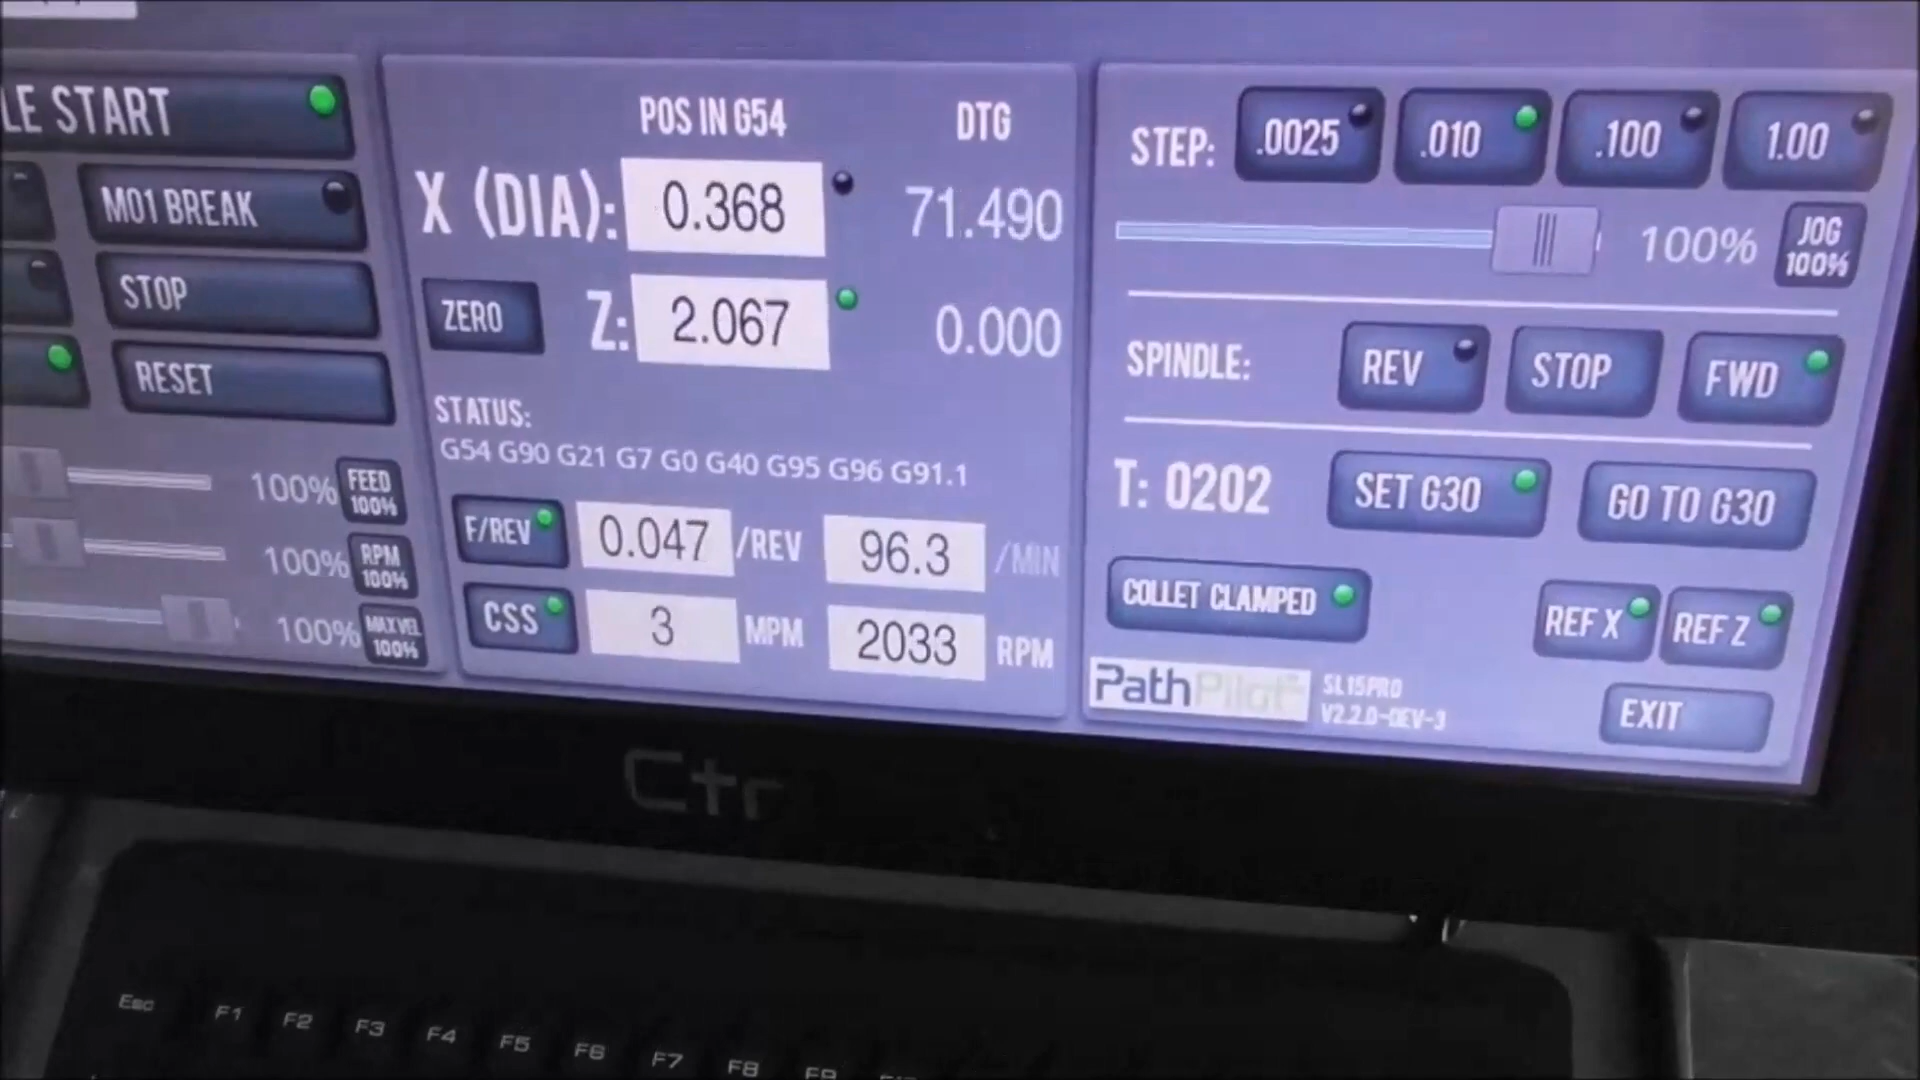 LE START
M01 BREAK
STOP
RESET
100% FEED 100%
100% RPM 100%
100% MAXVEL 100%
POS IN G54 DTG
X (DIA): 0.368 71.490
ZERO Z: 2.067 0.000
STATUS:
G54 G90 G21 G7 G0 G40 G95 G96 G91.1
F/REV 0.047 /REV 96.3 /MIN
CSS 3 MPM 2033 RPM
STEP: .0025 .010 .100 1.00
100% JOG 100%
SPINDLE: REV STOP FWD
T: 0202 SET G30 GO TO G30
COLLET CLAMPED REF X REF Z
PathPilot SL15PRO
V2.2.0-DEV-3
EXIT
Ctr
Esc F1 F2 F3 F4 F5 F6 F7 F8 F9